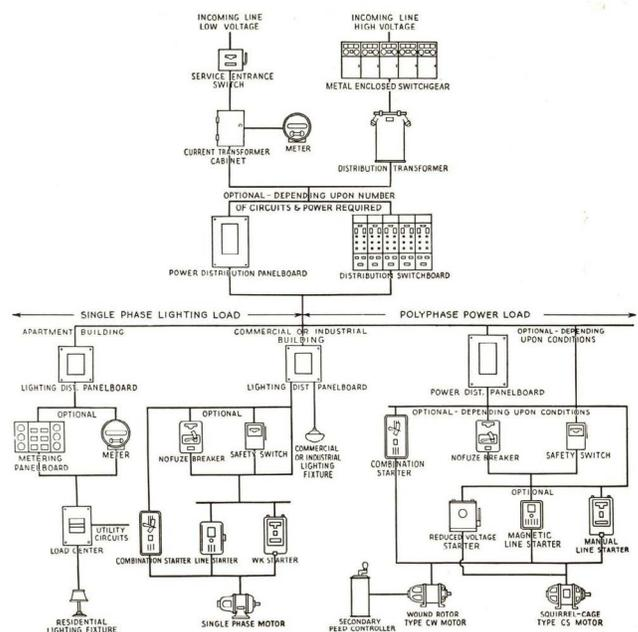 INCOMING LINE
LOW VOLTAGE
INCOMING LINE
HIGH VOLTAGE
SERVICE ENTRANCE
SWITCH
METAL ENCLOSED SWITCHGEAR
CURRENT TRANSFORMER
CABINET
METER
DISTRIBUTION TRANSFORMER
OPTIONAL - DEPENDING UPON NUMBER
OF CIRCUITS & POWER REQUIRED
POWER DISTRIBUTION PANELBOARD
DISTRIBUTION SWITCHBOARD
SINGLE PHASE LIGHTING LOAD
POLYPHASE POWER LOAD
APARTMENT BUILDING
COMMERCIAL OR INDUSTRIAL
BUILDING
OPTIONAL - DEPENDING
UPON CONDITIONS
LIGHTING DIST. PANELBOARD
LIGHTING DIST PANELBOARD
POWER DIST. PANELBOARD
OPTIONAL
OPTIONAL
OPTIONAL - DEPENDING UPON CONDITIONS
METERING
PANELBOARD
METER
NOFUZE BREAKER
SAFETY SWITCH
COMMERCIAL
OR INDUSTRIAL
LIGHTING
FIXTURE
COMBINATION
STARTER
NOFUZE BREAKER
SAFETY SWITCH
OPTIONAL
UTILITY
CIRCUITS
LOAD CENTER
COMBINATION STARTER
LINE STARTER
WK STARTER
REDUCED VOLTAGE
STARTER
MAGNETIC
LINE STARTER
MANUAL
LINE STARTER
RESIDENTIAL
LIGHTING FIXTURE
SINGLE PHASE MOTOR
SECONDARY
PEED CONTROLLER
WOUND ROTOR
TYPE CW MOTOR
SQUIRREL-CAGE
TYPE CS MOTOR